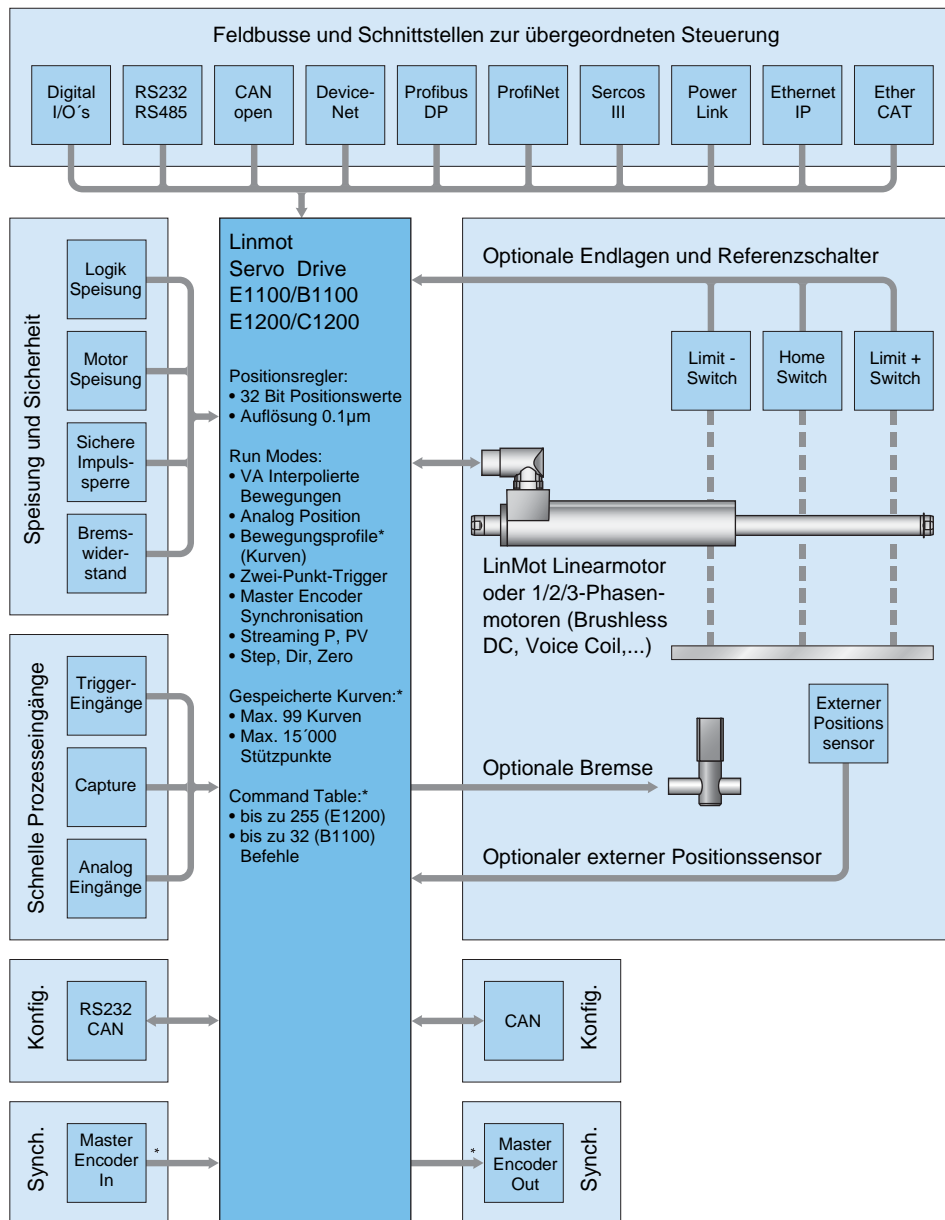 Feldbusse und Schnittstellen zur übergeordneten Steuerung
Digital
I/O´s
RS232
RS485
CAN
open
Device-
Net
Profibus
DP
ProfiNet
Sercos
III
Power
Link
Ethernet
IP
Ether
CAT
Speisung und Sicherheit
Logik
Speisung
Motor
Speisung
Sichere
Impuls-
sperre
Brems-
wider-
stand
Schnelle Prozesseingänge
Trigger-
Eingänge
Capture
Analog
Eingänge
Konfig.
RS232
CAN
Synch.
Master
Encoder
In
*
Linmot
Servo Drive
E1100/B1100
E1200/C1200
Positionsregler:
• 32 Bit Positionswerte
• Auflösung 0.1µm
Run Modes:
• VA Interpolierte
Bewegungen
• Analog Position
• Bewegungsprofile*
(Kurven)
• Zwei-Punkt-Trigger
• Master Encoder
Synchronisation
• Streaming P, PV
• Step, Dir, Zero
Gespeicherte Kurven:*
• Max. 99 Kurven
• Max. 15´000
Stützpunkte
Command Table:*
• bis zu 255 (E1200)
• bis zu 32 (B1100)
Befehle
Optionale Endlagen und Referenzschalter
Limit -
Switch
Home
Switch
Limit +
Switch
LinMot Linearmotor
oder 1/2/3-Phasen-
motoren (Brushless
DC, Voice Coil,...)
Externer
Positions
sensor
Optionale Bremse
Optionaler externer Positionssensor
CAN
Konfig.
*
Master
Encoder
Out
Synch.